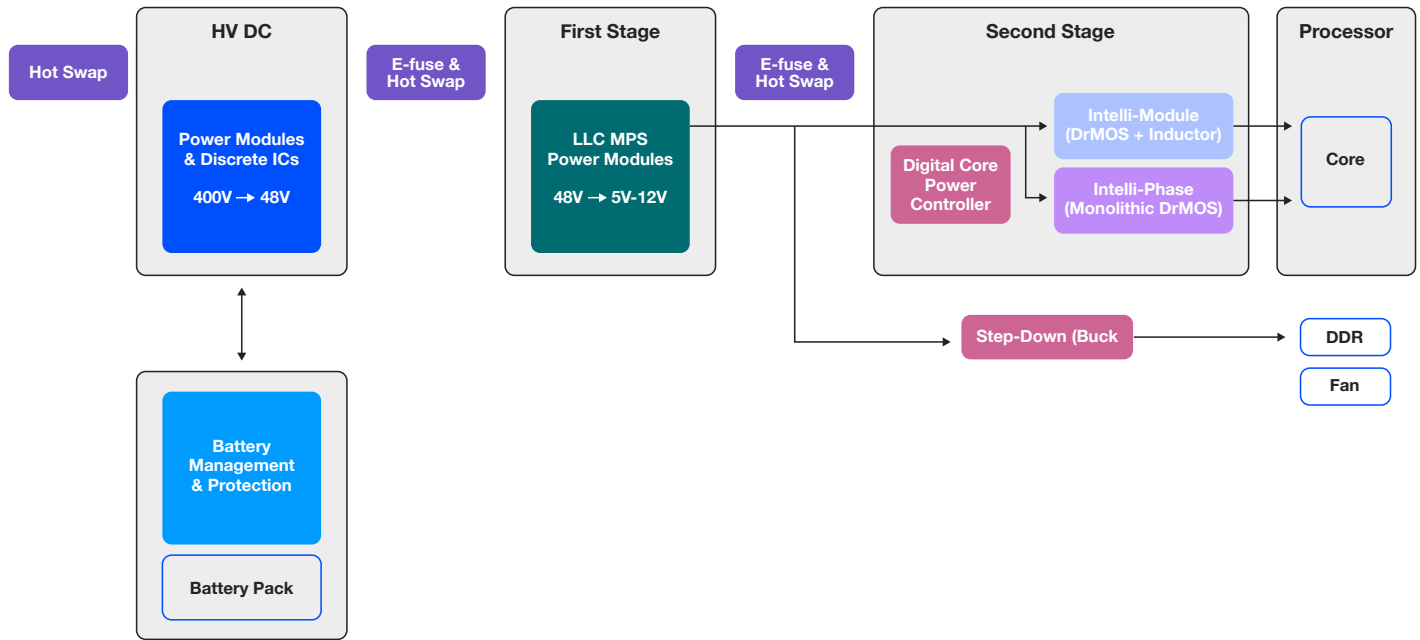 HV DC
First Stage
Second Stage
Processor
Hot Swap
E-fuse &
Hot Swap
E-fuse &
Hot Swap
Power Modules
& Discrete ICs
400V → 48V
LLC MPS
Power Modules
48V → 5V-12V
Digital Core
Power
Controller
Intelli-Module
(DrMOS + Inductor)
Intelli-Phase
(Monolithic DrMOS)
Core
Step-Down (Buck
DDR
Fan
Battery
Management
& Protection
Battery Pack